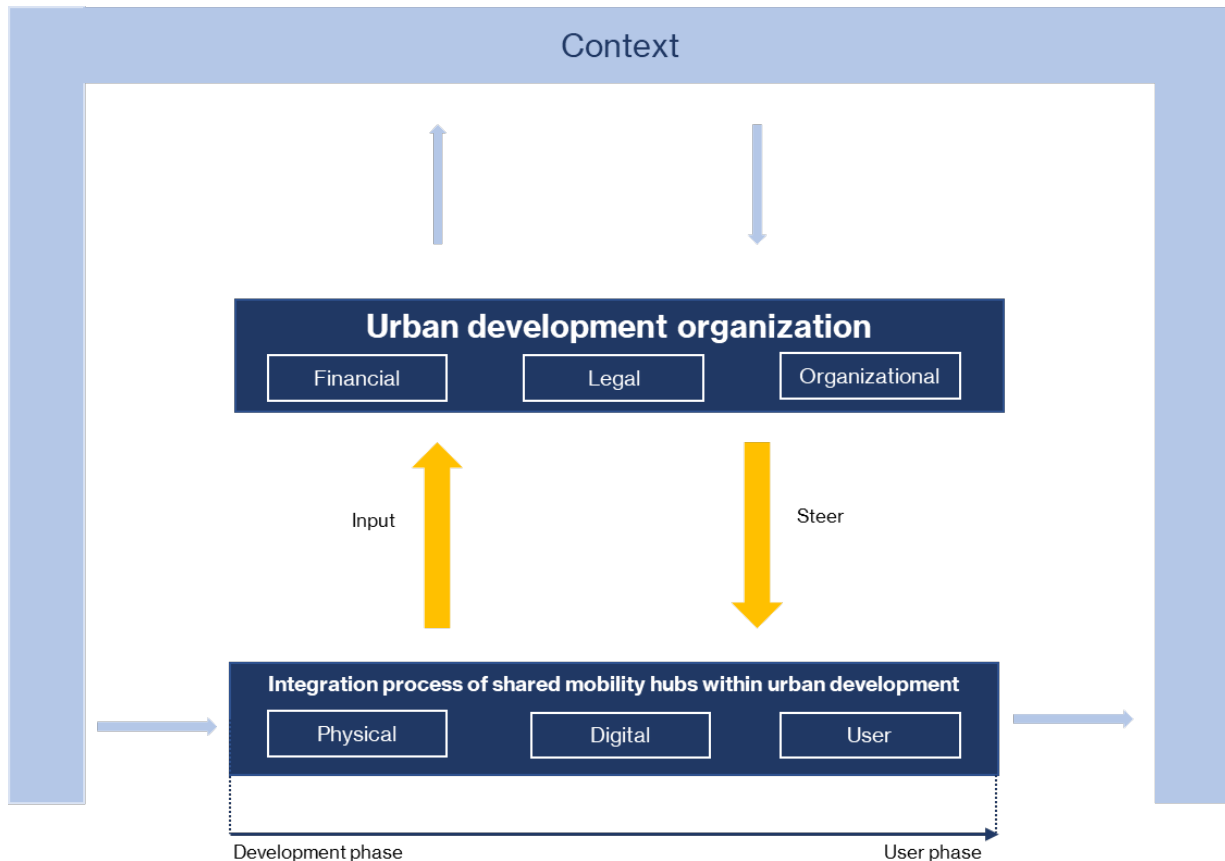 Context
Urban development organization
Financial
Legal
Organizational
Input
Steer
Integration process of shared mobility hubs within urban development
Physical
Digital
User
Development phase
User phase